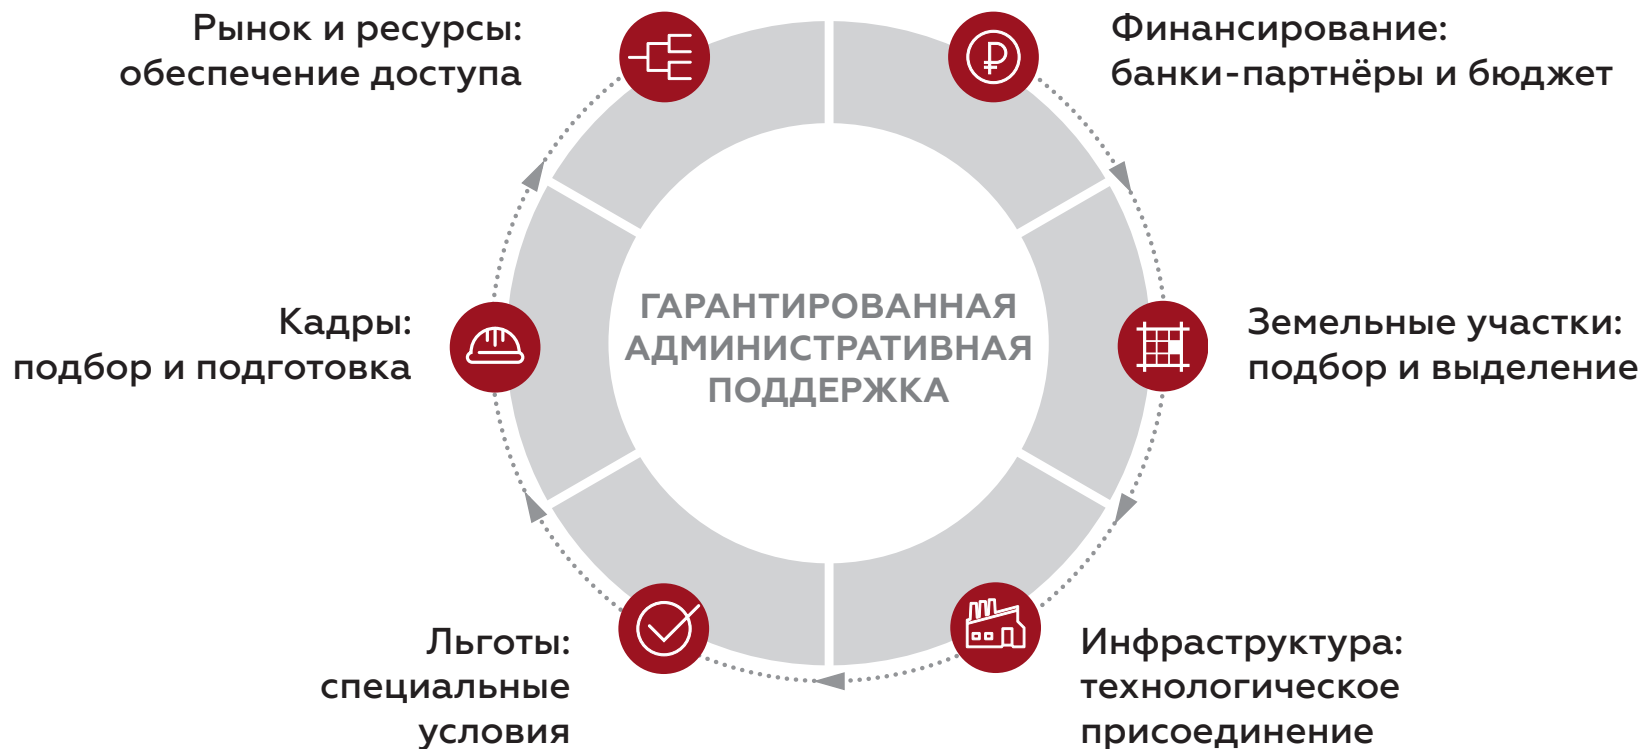 Рынок и ресурсы:
обеспечение доступа
Финансирование:
банки-партнёры и бюджет
Кадры:
подбор и подготовка
ГАРАНТИРОВАННАЯ
АДМИНИСТРАТИВНАЯ
ПОДДЕРЖКА
Земельные участки:
подбор и выделение
Льготы:
специальные
условия
Инфраструктура:
технологическое
присоединение